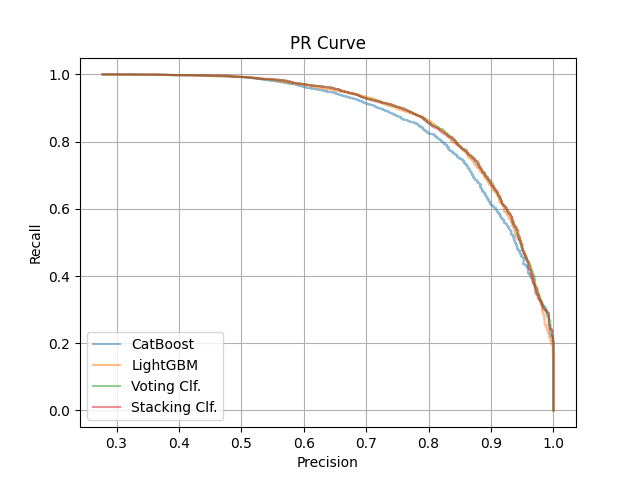 PR Curve
1.0
0.8
0.6
0.4
0.2
0.0
Recall
CatBoost
LightGBM
Voting Clf.
Stacking Clf.
0.3 0.4 0.5 0.6 0.7 0.8 0.9 1.0
Precision